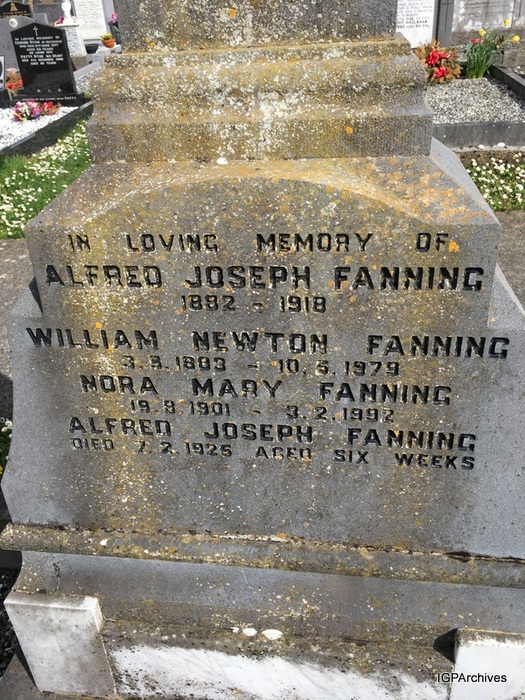 IN LOVING MEMORY OF
ALFRED JOSEPH FANNING
1882 - 1918
WILLIAM NEWTON FANNING
3.9.1893 - 10.5.1979
NORA MARY FANNING
19.9.1901 - 3.2.1992
ALFRED JOSEPH FANNING
DIED 7.2.1925 AGED SIX WEEKS
IGPArchives